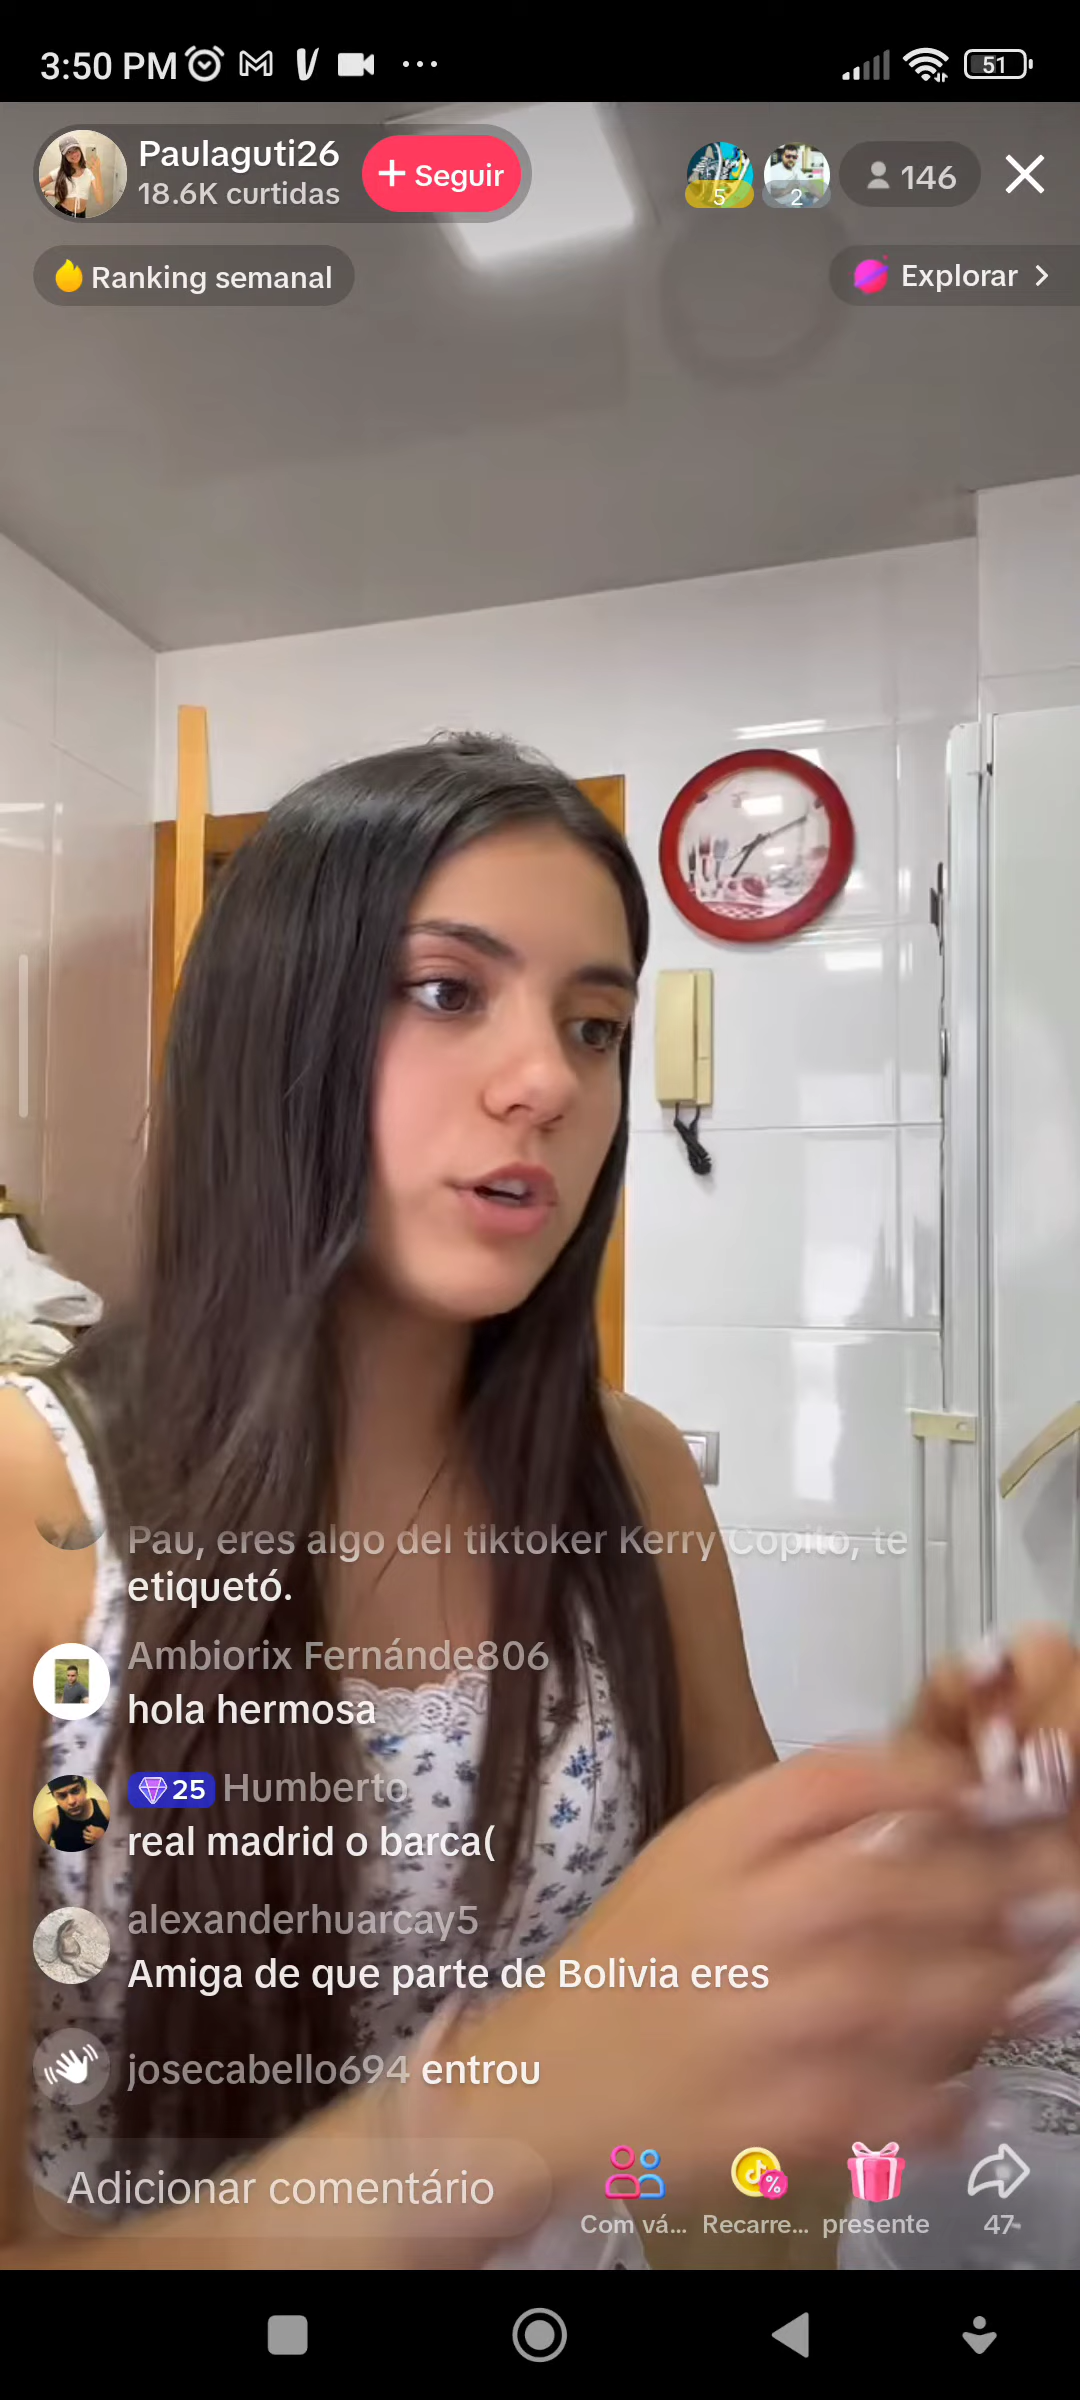 3:50 PM
51
Paulaguti26
18.6K curtidas
+ Seguir
5
2
146
Ranking semanal
Explorar
Pau, eres algo del tiktoker Kerry Copito, te
etiquetó.
Ambiorix Fernánde806
hola hermosa
25 Humberto
real madrid o barca(
alexanderhuarcay5
Amiga de que parte de Bolivia eres
josecabello694 entrou
Adicionar comentário
Com vá...
Recarre...
presente
47